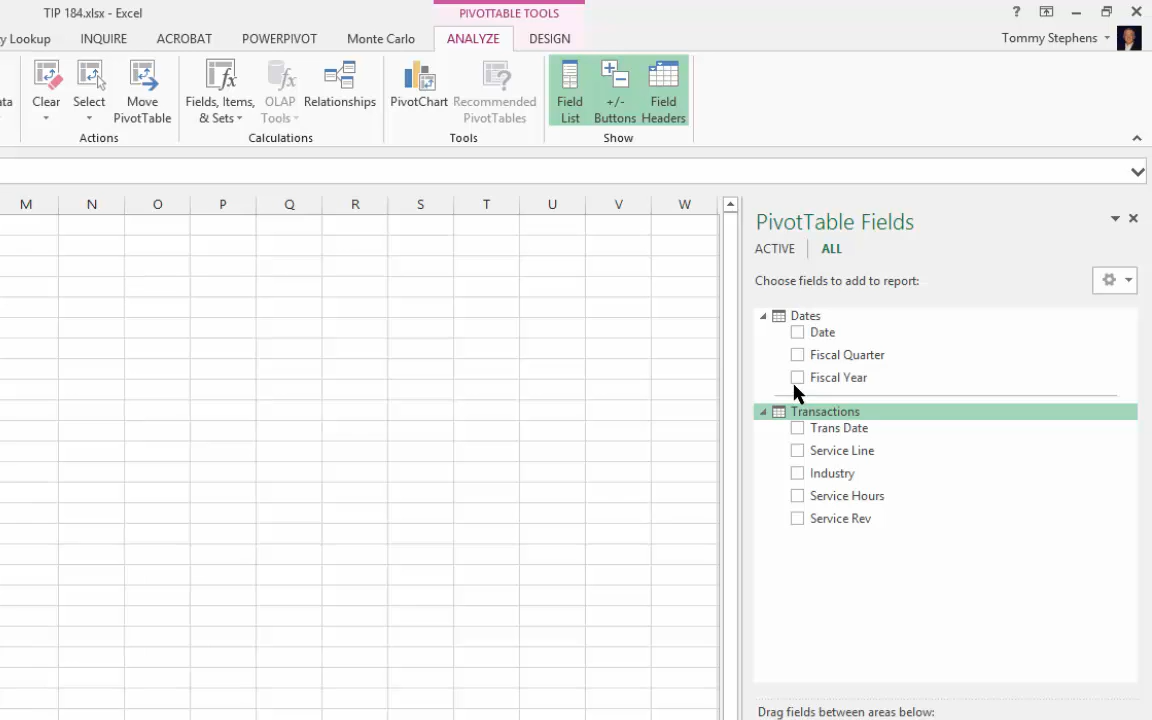 TIP 184.xlsx - Excel
PIVOTTABLE TOOLS
?
y Lookup INQUIRE ACROBAT POWERPIVOT Monte Carlo ANALYZE DESIGN Tommy Stephens
ata
Clear
Select
Move
PivotTable
Actions
Fields, Items,
& Sets
OLAP
Tools
Relationships
Calculations
PivotChart
Recommended
PivotTables
Tools
Field
List
+/-
Buttons
Field
Headers
Show
M N O P Q R S T U V W
PivotTable Fields
ACTIVE ALL
Choose fields to add to report:
Dates
Date
Fiscal Quarter
Fiscal Year
Transactions
Trans Date
Service Line
Industry
Service Hours
Service Rev
Drag fields between areas below: